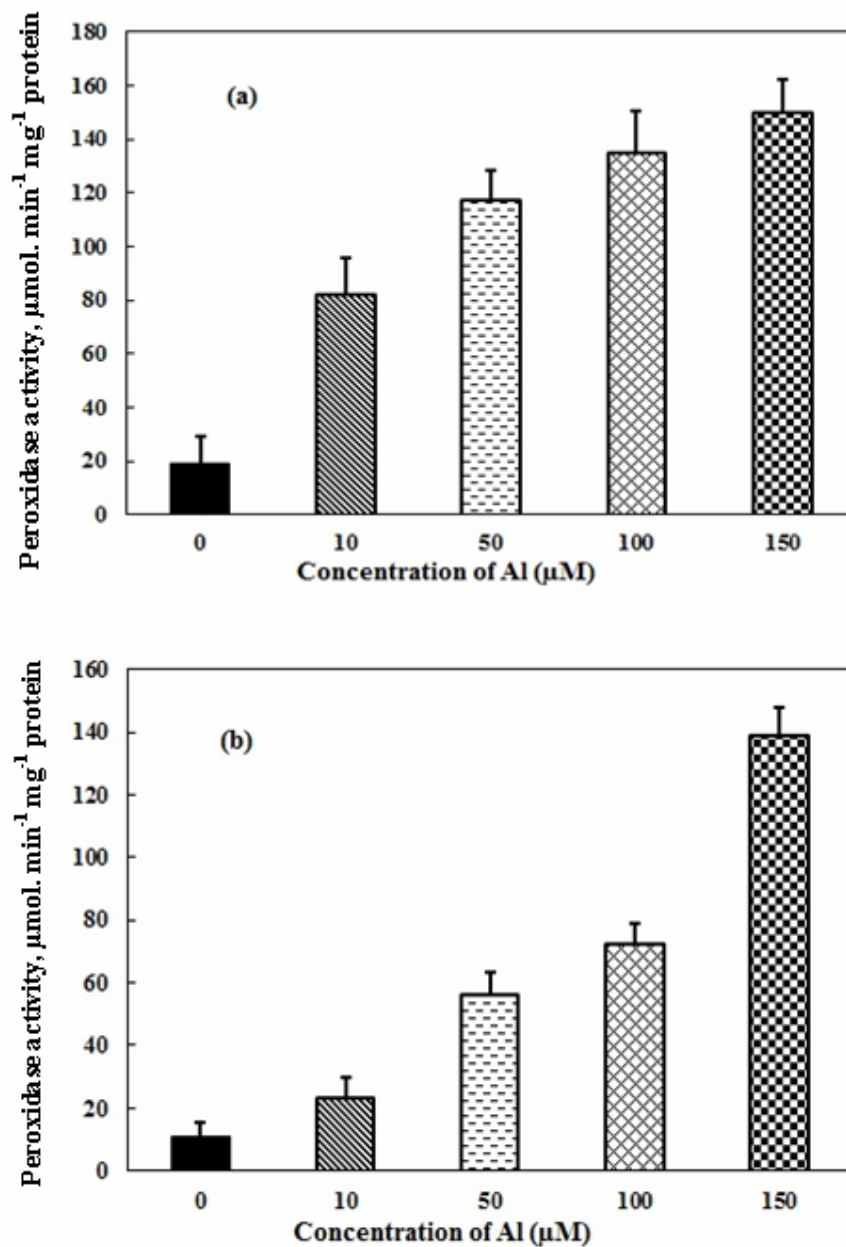 Peroxidase activity, µmol. min⁻¹ mg⁻¹ protein
180
160
140
120
100
80
60
40
20
0
(a)
0 10 50 100 150
Concentration of Al (µM)
Peroxidase activity, µmol. min⁻¹ mg⁻¹ protein
160
140
120
100
80
60
40
20
0
(b)
0 10 50 100 150
Concentration of Al (µM)